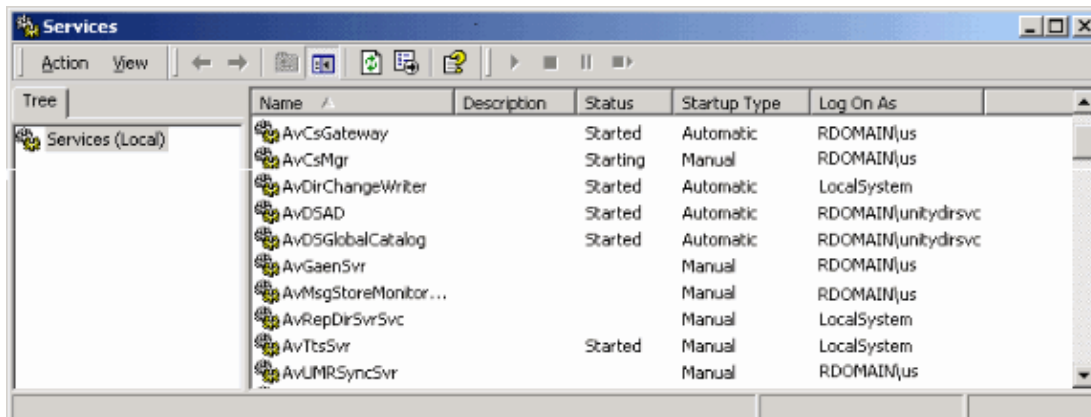 Services
Action View
Tree
Services (Local)
Name Description Status Startup Type Log On As
AvCsGateway Started Automatic RDOMAIN\us
AvCsMgr Starting Manual RDOMAIN\us
AvDirChangeWriter Started Automatic LocalSystem
AvDSAD Started Automatic RDOMAIN\unitydirsvc
AvDSGlobalCatalog Started Automatic RDOMAIN\unitydirsvc
AvGaenSvr Manual RDOMAIN\us
AvMsgStoreMonitor... Manual RDOMAIN\us
AvRepDirSvrSvc Manual LocalSystem
AvTtsSvr Started Manual LocalSystem
AvUMRSyncSvr Manual RDOMAIN\us